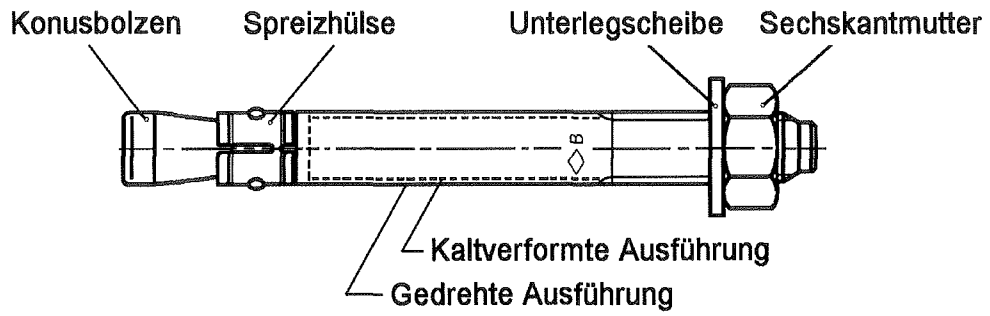 Konusbolzen Spreizhülse Unterlegscheibe Sechskantmutter
B
Kaltverformte Ausführung
Gedrehte Ausführung